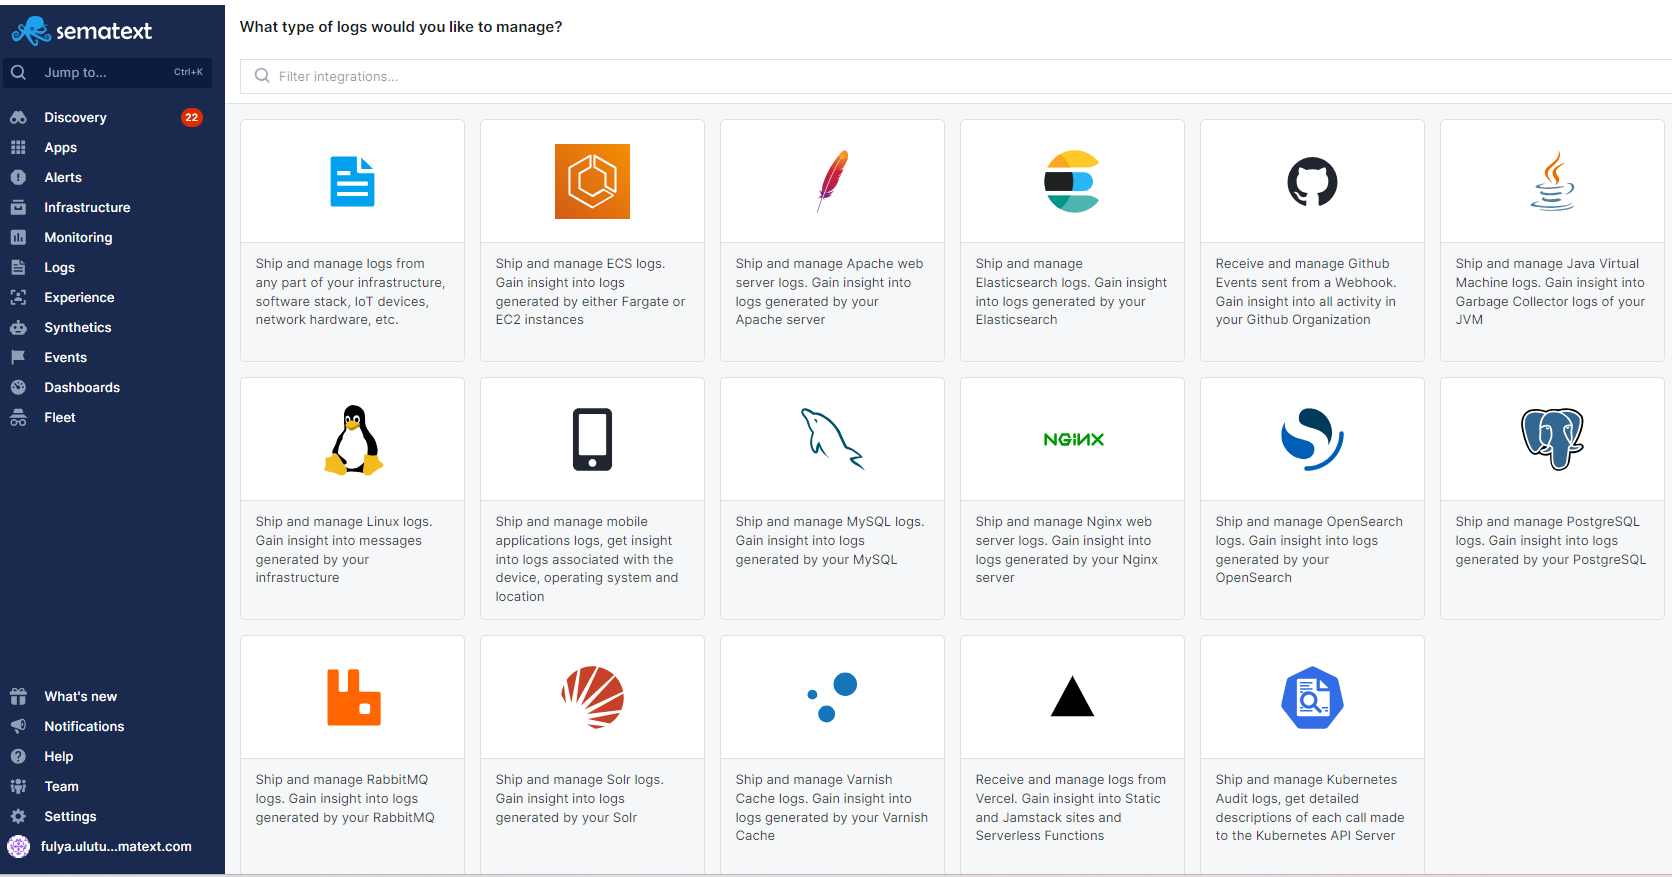 sematext
Jump to...
Ctrl+K
Discovery
22
Apps
Alerts
Infrastructure
Monitoring
Logs
Experience
Synthetics
Events
Dashboards
Fleet
What's new
Notifications
Help
Team
Settings
fulya.ulutu...matext.com
What type of logs would you like to manage?
Filter integrations...
Ship and manage logs from
any part of your infrastructure,
software stack, IoT devices,
network hardware, etc.
Ship and manage ECS logs.
Gain insight into logs
generated by either Fargate or
EC2 instances
Ship and manage Apache web
server logs. Gain insight into
logs generated by your
Apache server
Ship and manage
Elasticsearch logs. Gain insight
into logs generated by your
Elasticsearch
Receive and manage Github
Events sent from a Webhook.
Gain insight into all activity in
your Github Organization
Ship and manage Java Virtual
Machine logs. Gain insight into
Garbage Collector logs of your
JVM
Ship and manage Linux logs.
Gain insight into messages
generated by your
infrastructure
Ship and manage mobile
applications logs, get insight
into logs associated with the
device, operating system and
location
Ship and manage MySQL logs.
Gain insight into logs
generated by your MySQL
NGINX
Ship and manage Nginx web
server logs. Gain insight into
logs generated by your Nginx
server
Ship and manage OpenSearch
logs. Gain insight into logs
generated by your
OpenSearch
Ship and manage PostgreSQL
logs. Gain insight into logs
generated by your PostgreSQL
Ship and manage RabbitMQ
logs. Gain insight into logs
generated by your RabbitMQ
Ship and manage Solr logs.
Gain insight into logs
generated by your Solr
Ship and manage Varnish
Cache logs. Gain insight into
logs generated by your Varnish
Cache
Receive and manage logs from
Vercel. Gain insight into Static
and Jamstack sites and
Serverless Functions
Ship and manage Kubernetes
Audit logs, get detailed
descriptions of each call made
to the Kubernetes API Server